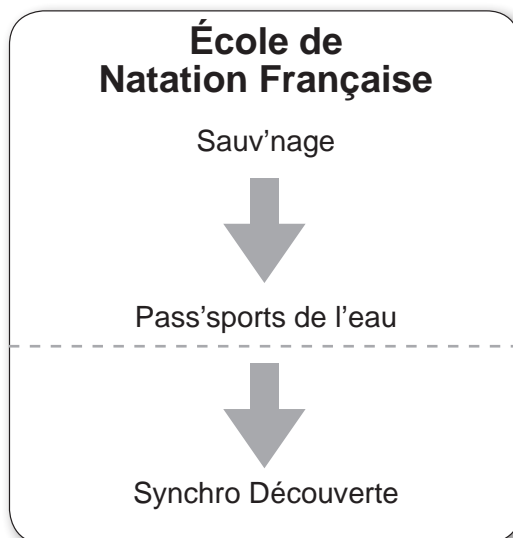 École de
Natation Française
Sauv’nage
Pass’sports de l’eau
Synchro Découverte